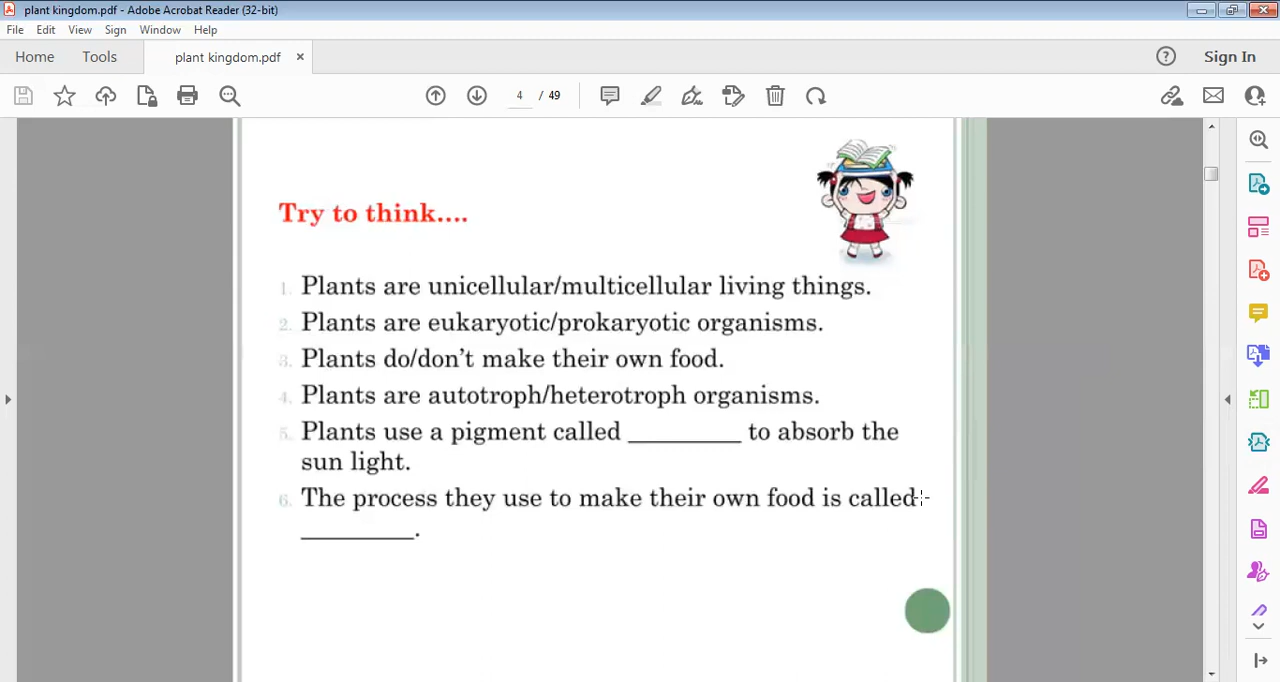 plant kingdom.pdf - Adobe Acrobat Reader (32-bit)
File Edit View Sign Window Help
Home Tools plant kingdom.pdf × Sign In
4 / 49
Try to think....
1. Plants are unicellular/multicellular living things.
2. Plants are eukaryotic/prokaryotic organisms.
3. Plants do/don't make their own food.
4. Plants are autotroph/heterotroph organisms.
5. Plants use a pigment called _________ to absorb the
sun light.
6. The process they use to make their own food is called
_________.